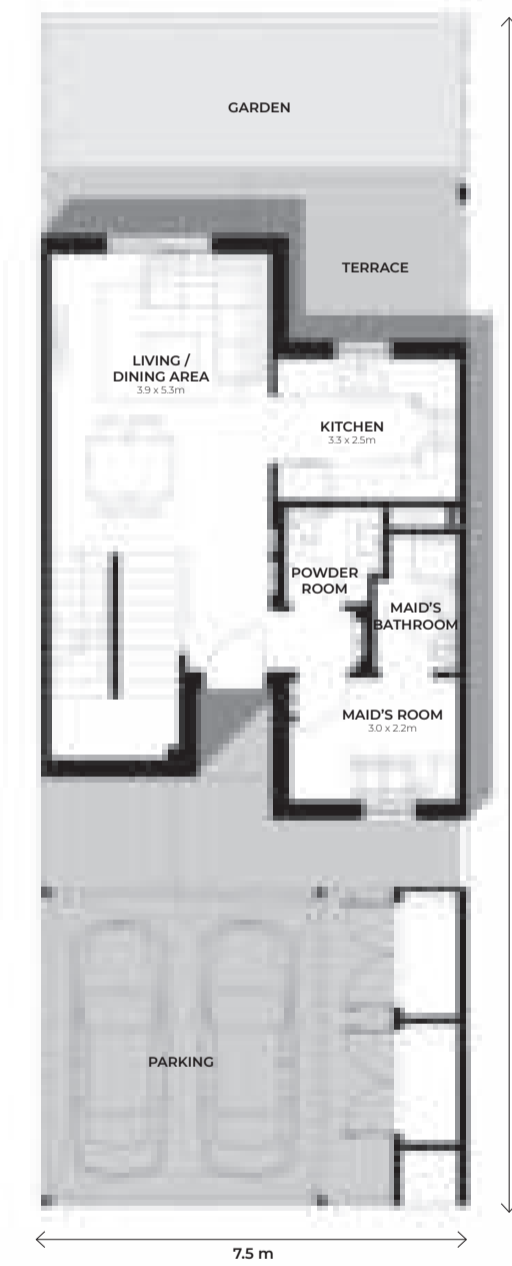 GARDEN
TERRACE
LIVING /
DINING AREA
3.9 x 5.3m
KITCHEN
3.3 x 2.5m
POWDER
ROOM
MAID'S
BATHROOM
MAID'S ROOM
3.0 x 2.2m
PARKING
7.5 m